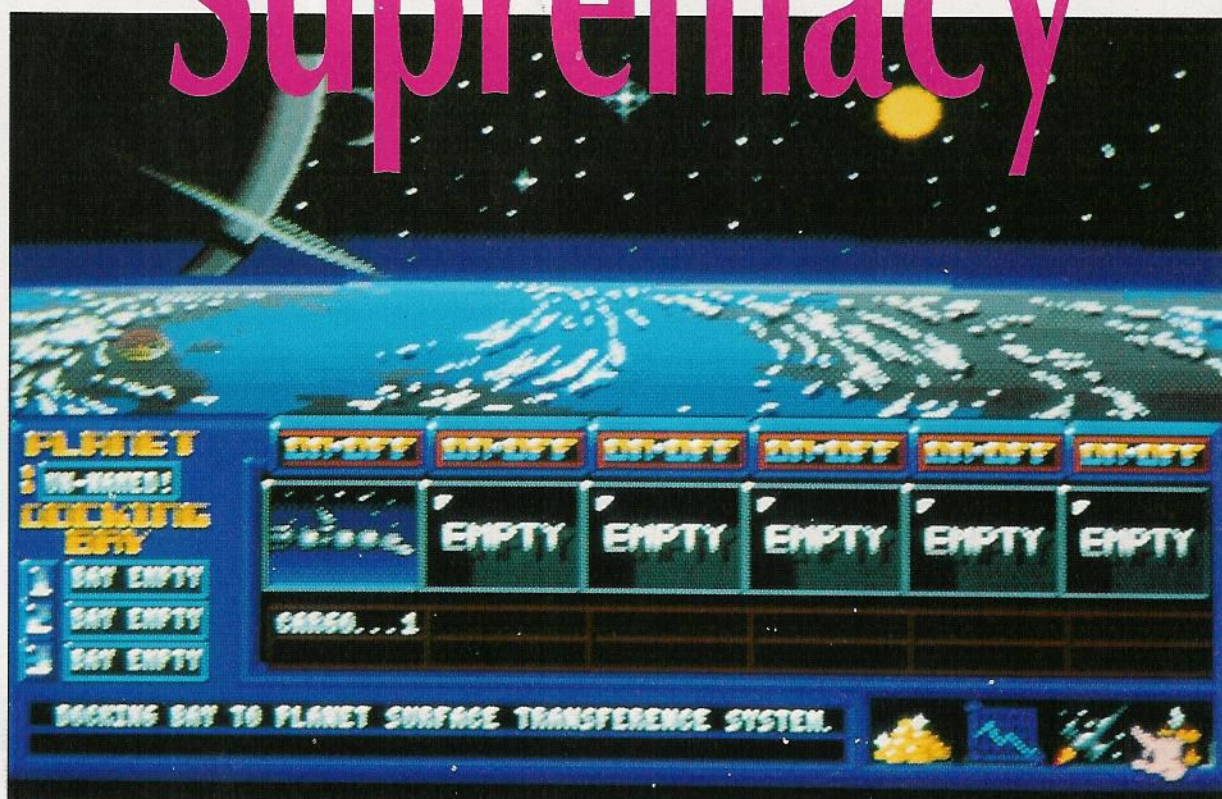 Supremacy
PLANET
: UN-NAMED!
DOCKING
BAY
1 BAY EMPTY
2 BAY EMPTY
3 BAY EMPTY
ON-OFF ON-OFF ON-OFF ON-OFF ON-OFF ON-OFF
EMPTY EMPTY EMPTY EMPTY EMPTY
CARGO...1
DOCKING BAY TO PLANET SURFACE TRANSFERENCE SYSTEM.